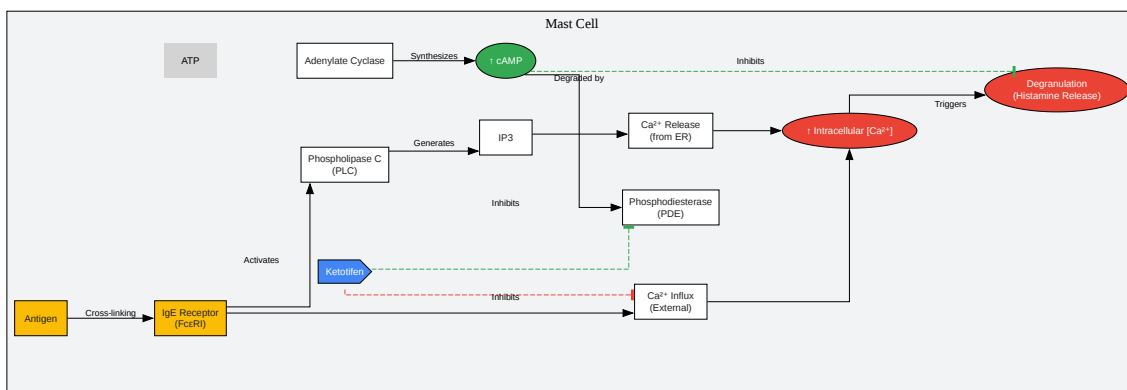 Mast Cell
ATP
Adenylate Cyclase
Synthesizes
↑ cAMP
Inhibits
Degraded by
Degranulation
(Histamine Release)
Triggers
Ca²⁺ Release
(from ER)
↑ Intracellular [Ca²⁺]
IP3
Generates
Phospholipase C
(PLC)
Inhibits
Phosphodiesterase
(PDE)
Activates
Ketotifen
Inhibits
Ca²⁺ Influx
(External)
Antigen
Cross-linking
IgE Receptor
(FcεRI)